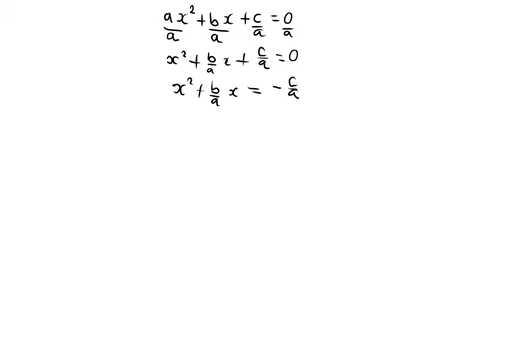 ax²/a + bx/a + c/a = 0/a
x² + b/a x + c/a = 0
x² + b/a x = - c/a